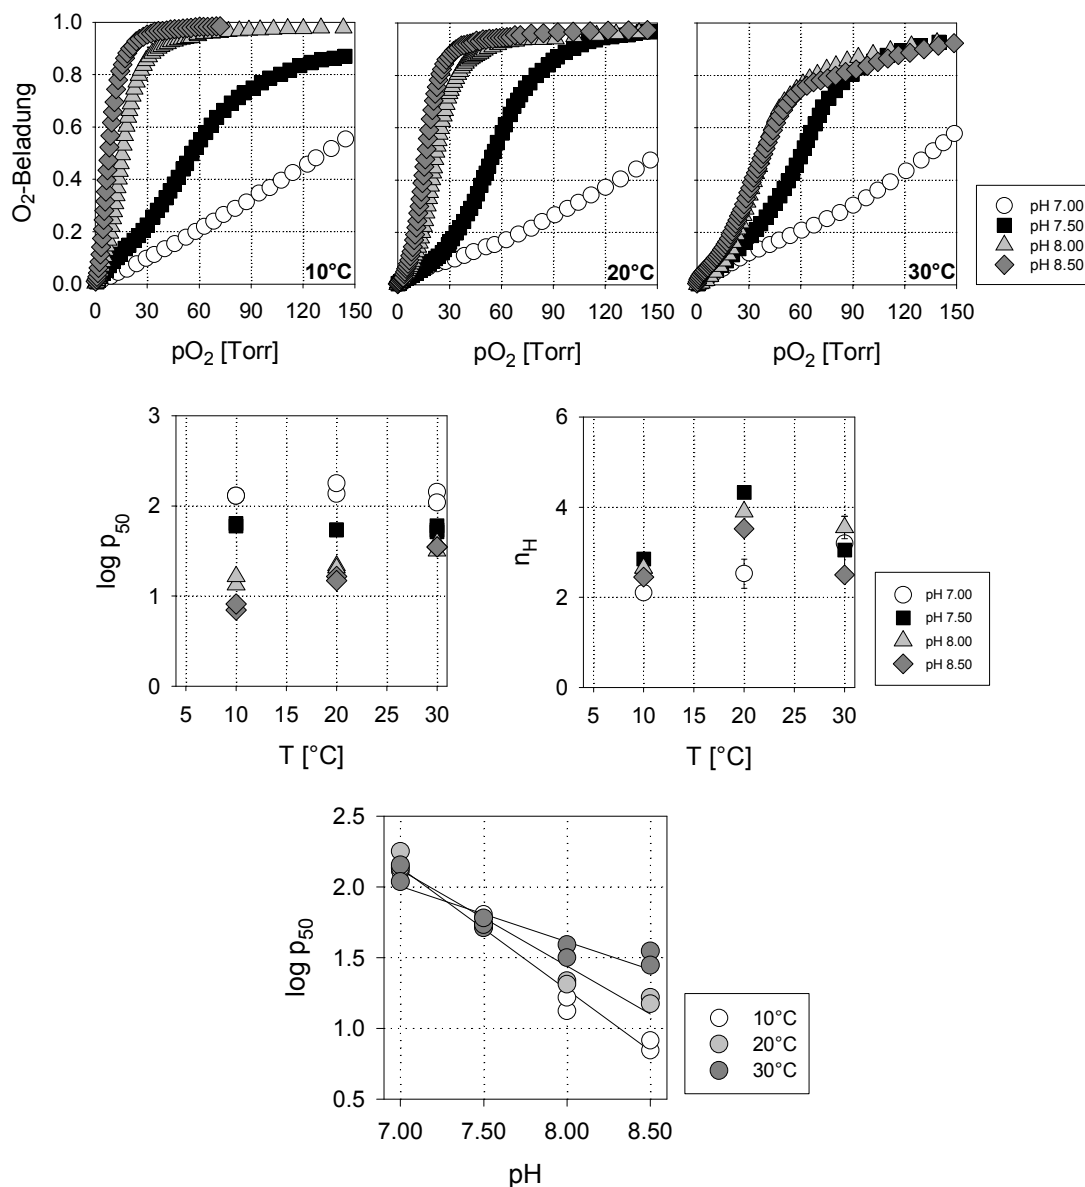 1.0
0.8
0.6
0.4
0.2
0.0
O2-Beladung
10°C
20°C
30°C
0 30 60 90 120 150
0 30 60 90 120 150
0 30 60 90 120 150
pO2 [Torr]
pO2 [Torr]
pO2 [Torr]
pH 7.00
pH 7.50
pH 8.00
pH 8.50
3
2
1
0
log p50
5 10 15 20 25 30
T [°C]
6
4
2
0
nH
5 10 15 20 25 30
T [°C]
pH 7.00
pH 7.50
pH 8.00
pH 8.50
2.5
2.0
1.5
1.0
0.5
log p50
7.00 7.50 8.00 8.50
pH
10°C
20°C
30°C